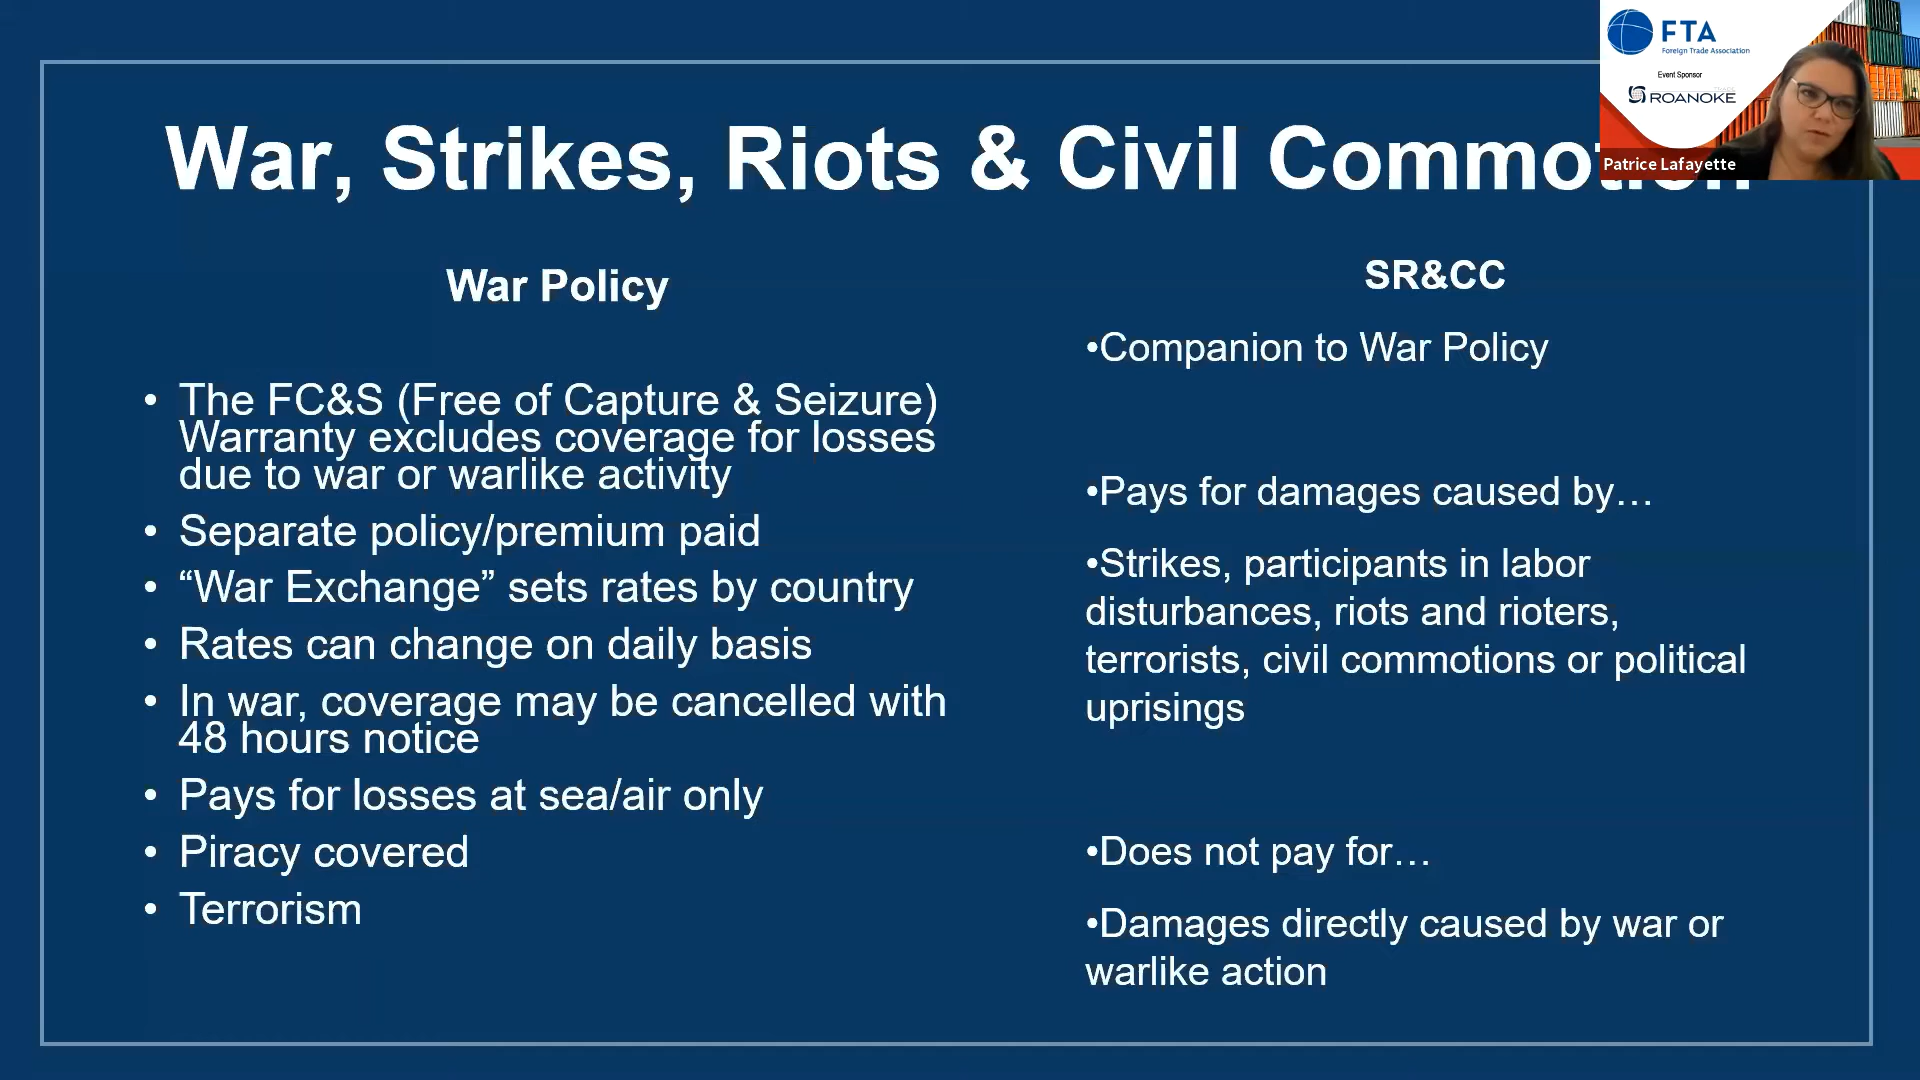 War, Strikes, Riots & Civil Commotion
War Policy
• The FC&S (Free of Capture & Seizure)
Warranty excludes coverage for losses
due to war or warlike activity
• Separate policy/premium paid
• “War Exchange” sets rates by country
• Rates can change on daily basis
• In war, coverage may be cancelled with
48 hours notice
• Pays for losses at sea/air only
• Piracy covered
• Terrorism
SR&CC
•Companion to War Policy
•Pays for damages caused by…
•Strikes, participants in labor
disturbances, riots and rioters,
terrorists, civil commotions or political
uprisings
•Does not pay for…
•Damages directly caused by war or
warlike action
FTA
Foreign Trade Association
Event Sponsor
ROANOKE
Patrice Lafayette